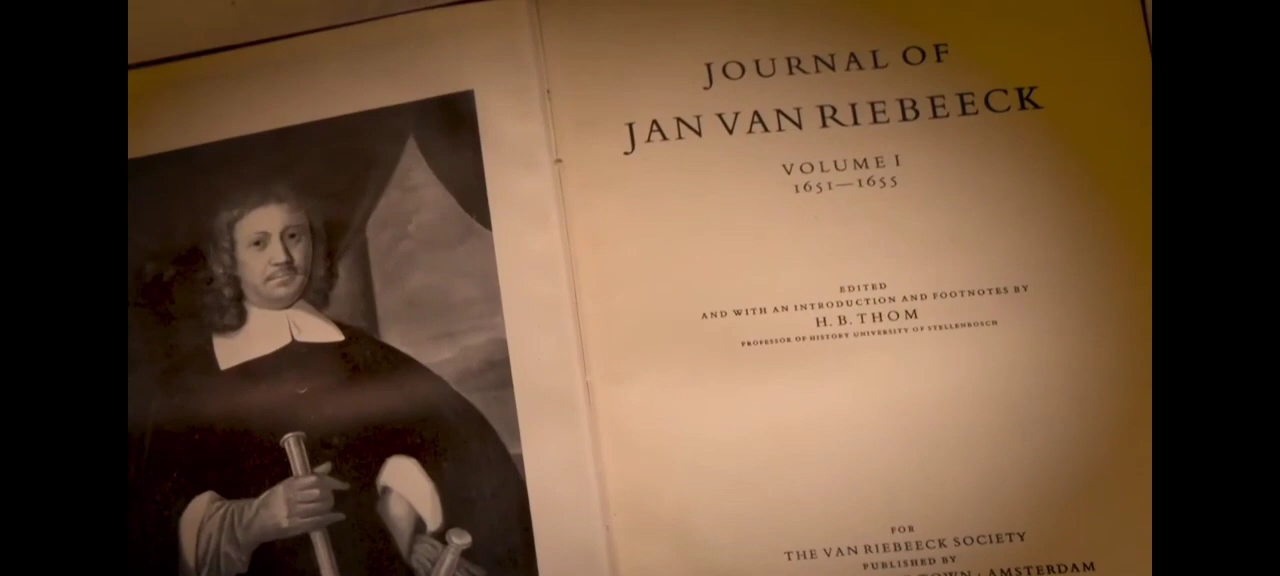 JOURNAL OF
JAN VAN RIEBEECK
VOLUME I
1651—1655
EDITED
AND WITH AN INTRODUCTION AND FOOTNOTES BY
H. B. THOM
PROFESSOR OF HISTORY UNIVERSITY OF STELLENBOSCH
FOR
THE VAN RIEBEECK SOCIETY
PUBLISHED BY
TOWN · AMSTERDAM